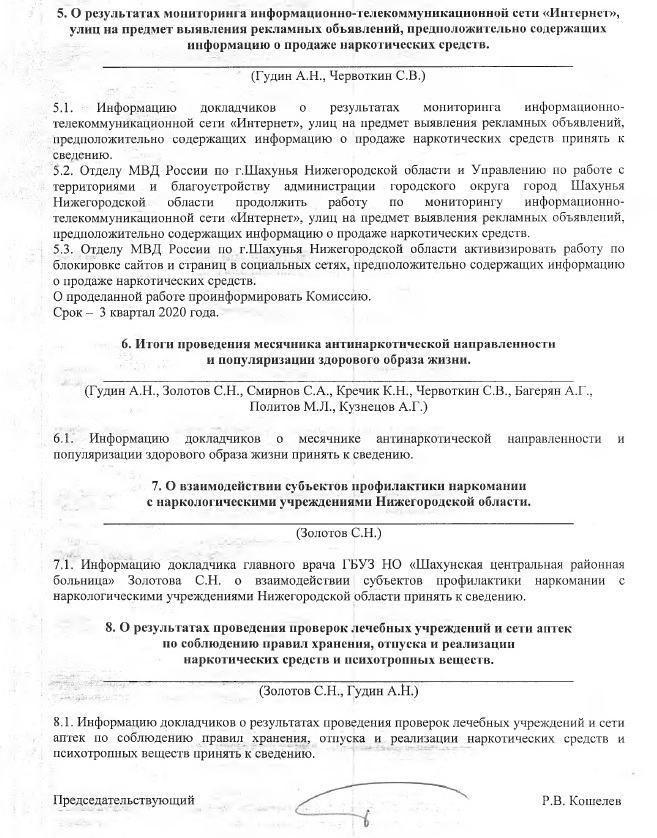 5. О результатах мониторинга информационно-телекоммуникационной сети «Интернет»,
улиц на предмет выявления рекламных объявлений, предположительно содержащих
информацию о продаже наркотических средств.
(Гудин А.Н., Червоткин С.В.)
5.1. Информацию докладчиков о результатах мониторинга информационно-
телекоммуникационной сети «Интернет», улиц на предмет выявления рекламных объявлений,
предположительно содержащих информацию о продаже наркотических средств принять к
сведению.
5.2. Отделу МВД России по г.Шахунья Нижегородской области и Управлению по работе с
территориями и благоустройству администрации городского округа город Шахунья
Нижегородской области продолжить работу по мониторингу информационно-
телекоммуникационной сети «Интернет», улиц на предмет выявления рекламных объявлений,
предположительно содержащих информацию о продаже наркотических средств.
5.3. Отделу МВД России по г.Шахунья Нижегородской области активизировать работу по
блокировке сайтов и страниц в социальных сетях, предположительно содержащих информацию
о продаже наркотических средств.
О проделанной работе проинформировать Комиссию.
Срок – 3 квартал 2020 года.
6. Итоги проведения месячника антинаркотической направленности
и популяризации здорового образа жизни.
(Гудин А.Н., Золотов С.Н., Смирнов С.А., Кречик К.Н., Червоткин С.В., Багерян А.Г.,
Политов М.Л., Кузнецов А.Г.)
6.1. Информацию докладчиков о месячнике антинаркотической направленности и
популяризации здорового образа жизни принять к сведению.
7. О взаимодействии субъектов профилактики наркомании
с наркологическими учреждениями Нижегородской области.
(Золотов С.Н.)
7.1. Информацию докладчика главного врача ГБУЗ НО «Шахунская центральная районная
больница» Золотова С.Н. о взаимодействии субъектов профилактики наркомании с
наркологическими учреждениями Нижегородской области принять к сведению.
8. О результатах проведения проверок лечебных учреждений и сети аптек
по соблюдению правил хранения, отпуска и реализации
наркотических средств и психотропных веществ.
(Золотов С.Н., Гудин А.Н.)
8.1. Информацию докладчиков о результатах проведения проверок лечебных учреждений и сети
аптек по соблюдению правил хранения, отпуска и реализации наркотических средств и
психотропных веществ принять к сведению.
Председательствующий Р.В. Кошелев